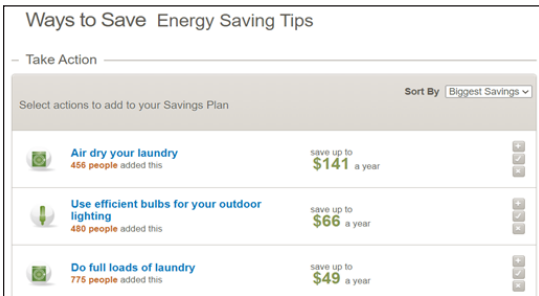 Ways to Save Energy Saving Tips
Take Action
Sort By Biggest Savings
Select actions to add to your Savings Plan
Air dry your laundry
456 people added this
save up to
$141 a year
Use efficient bulbs for your outdoor
lighting
480 people added this
save up to
$66 a year
Do full loads of laundry
775 people added this
save up to
$49 a year